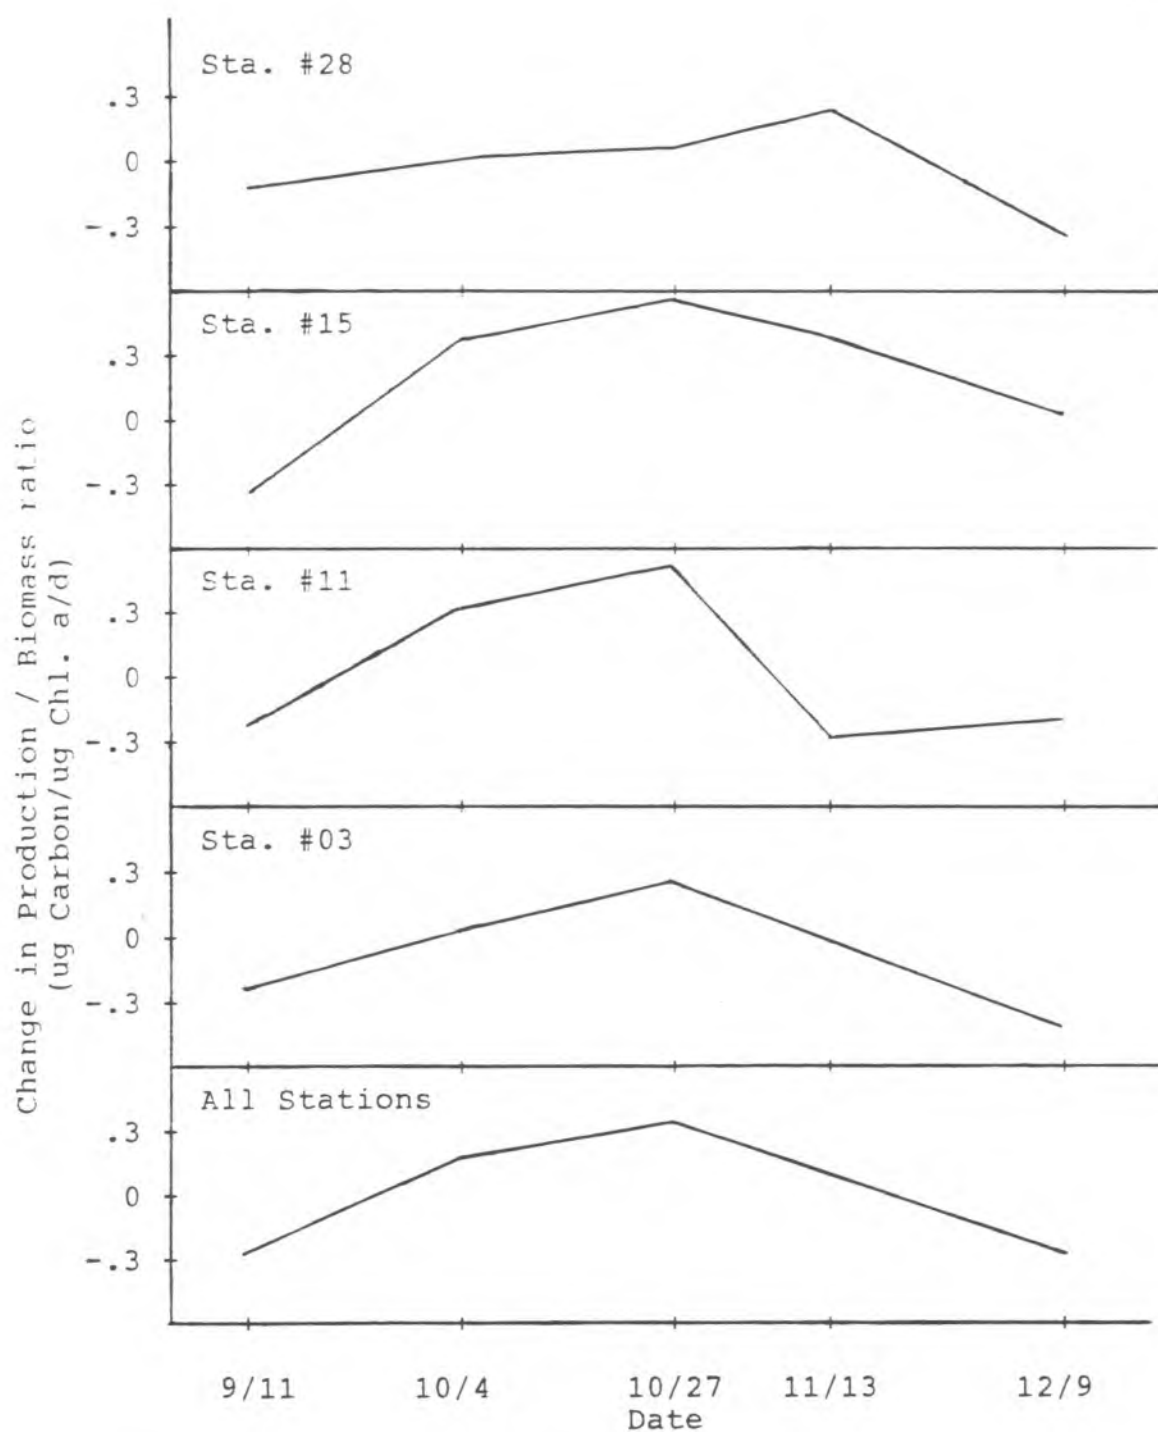 Change in Production / Biomass ratio
(ug Carbon/ug Chl. a/d)
Sta. #28
.3
0
-.3
Sta. #15
.3
0
-.3
Sta. #11
.3
0
-.3
Sta. #03
.3
0
-.3
All Stations
.3
0
-.3
9/11 10/4 10/27 11/13 12/9
Date